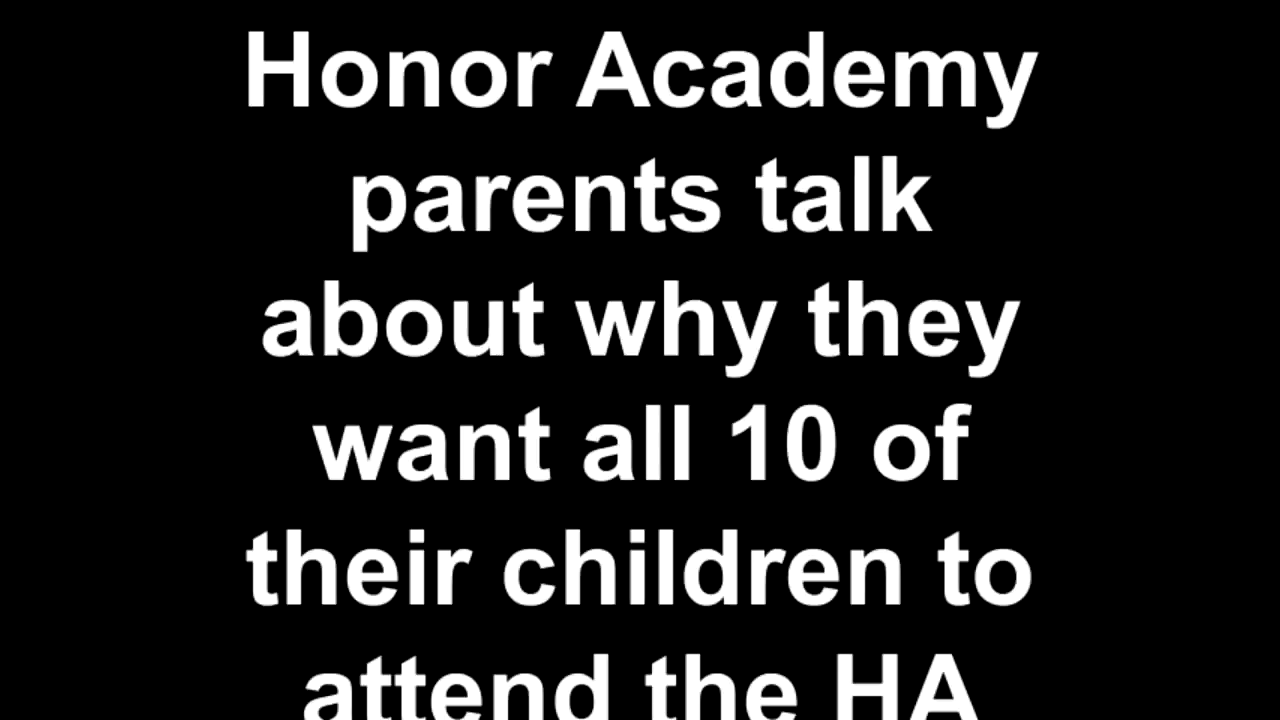 Honor Academy
parents talk
about why they
want all 10 of
their children to
attend the HA